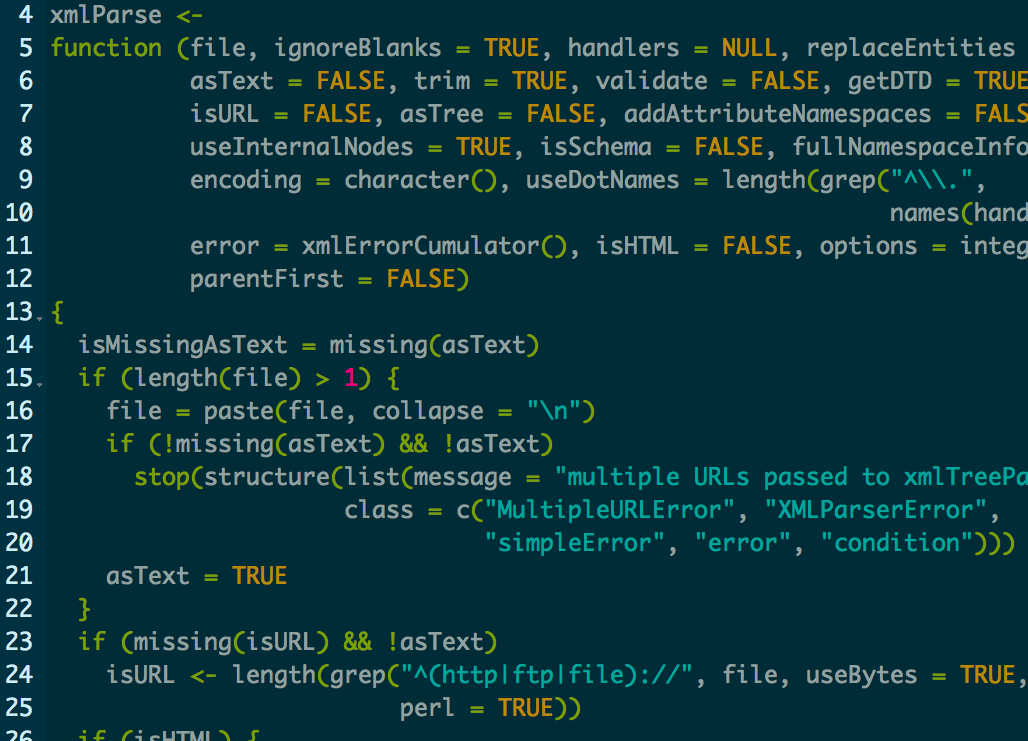 4 xmlParse <-
5 function (file, ignoreBlanks = TRUE, handlers = NULL, replaceEntities
6 asText = FALSE, trim = TRUE, validate = FALSE, getDTD = TRUE
7 isURL = FALSE, asTree = FALSE, addAttributeNamespaces = FALS
8 useInternalNodes = TRUE, isSchema = FALSE, fullNamespaceInfo
9 encoding = character(), useDotNames = length(grep("^\\.",
10 names(hand
11 error = xmlErrorCumulator(), isHTML = FALSE, options = integ
12 parentFirst = FALSE)
13 {
14 isMissingAsText = missing(asText)
15 if (length(file) > 1) {
16 file = paste(file, collapse = "\n")
17 if (!missing(asText) && !asText)
18 stop(structure(list(message = "multiple URLs passed to xmlTreePa
19 class = c("MultipleURLError", "XMLParserError",
20 "simpleError", "error", "condition")))
21 asText = TRUE
22 }
23 if (missing(isURL) && !asText)
24 isURL <- length(grep("^(http|ftp|file)://", file, useBytes = TRUE,
25 perl = TRUE))
26 if (isHTML) {